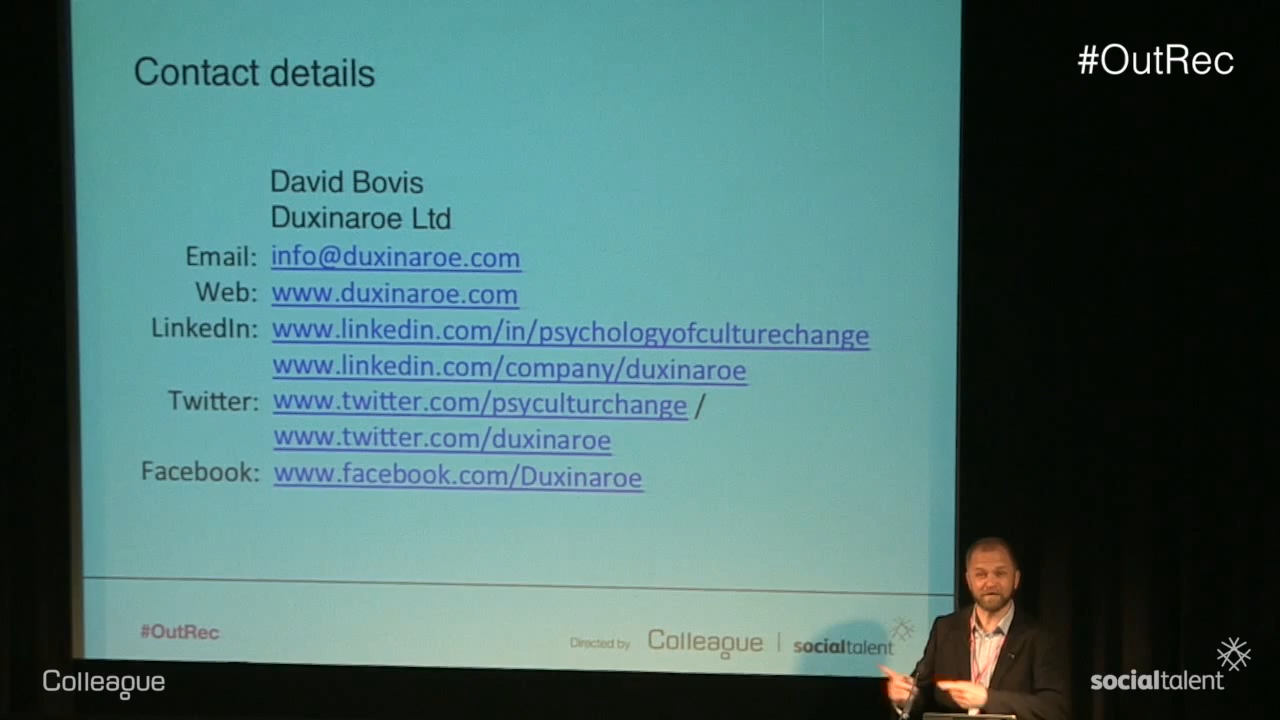 #OutRec
Contact details
David Bovis
Duxinaroe Ltd
Email: info@duxinaroe.com
Web: www.duxinaroe.com
LinkedIn: www.linkedin.com/in/psychologyofculturechange
www.linkedin.com/company/duxinaroe
Twitter: www.twitter.com/psyculturchange /
www.twitter.com/duxinaroe
Facebook: www.facebook.com/Duxinaroe
#OutRec
Directed by Colleague | socialtalent
Colleague
socialtalent